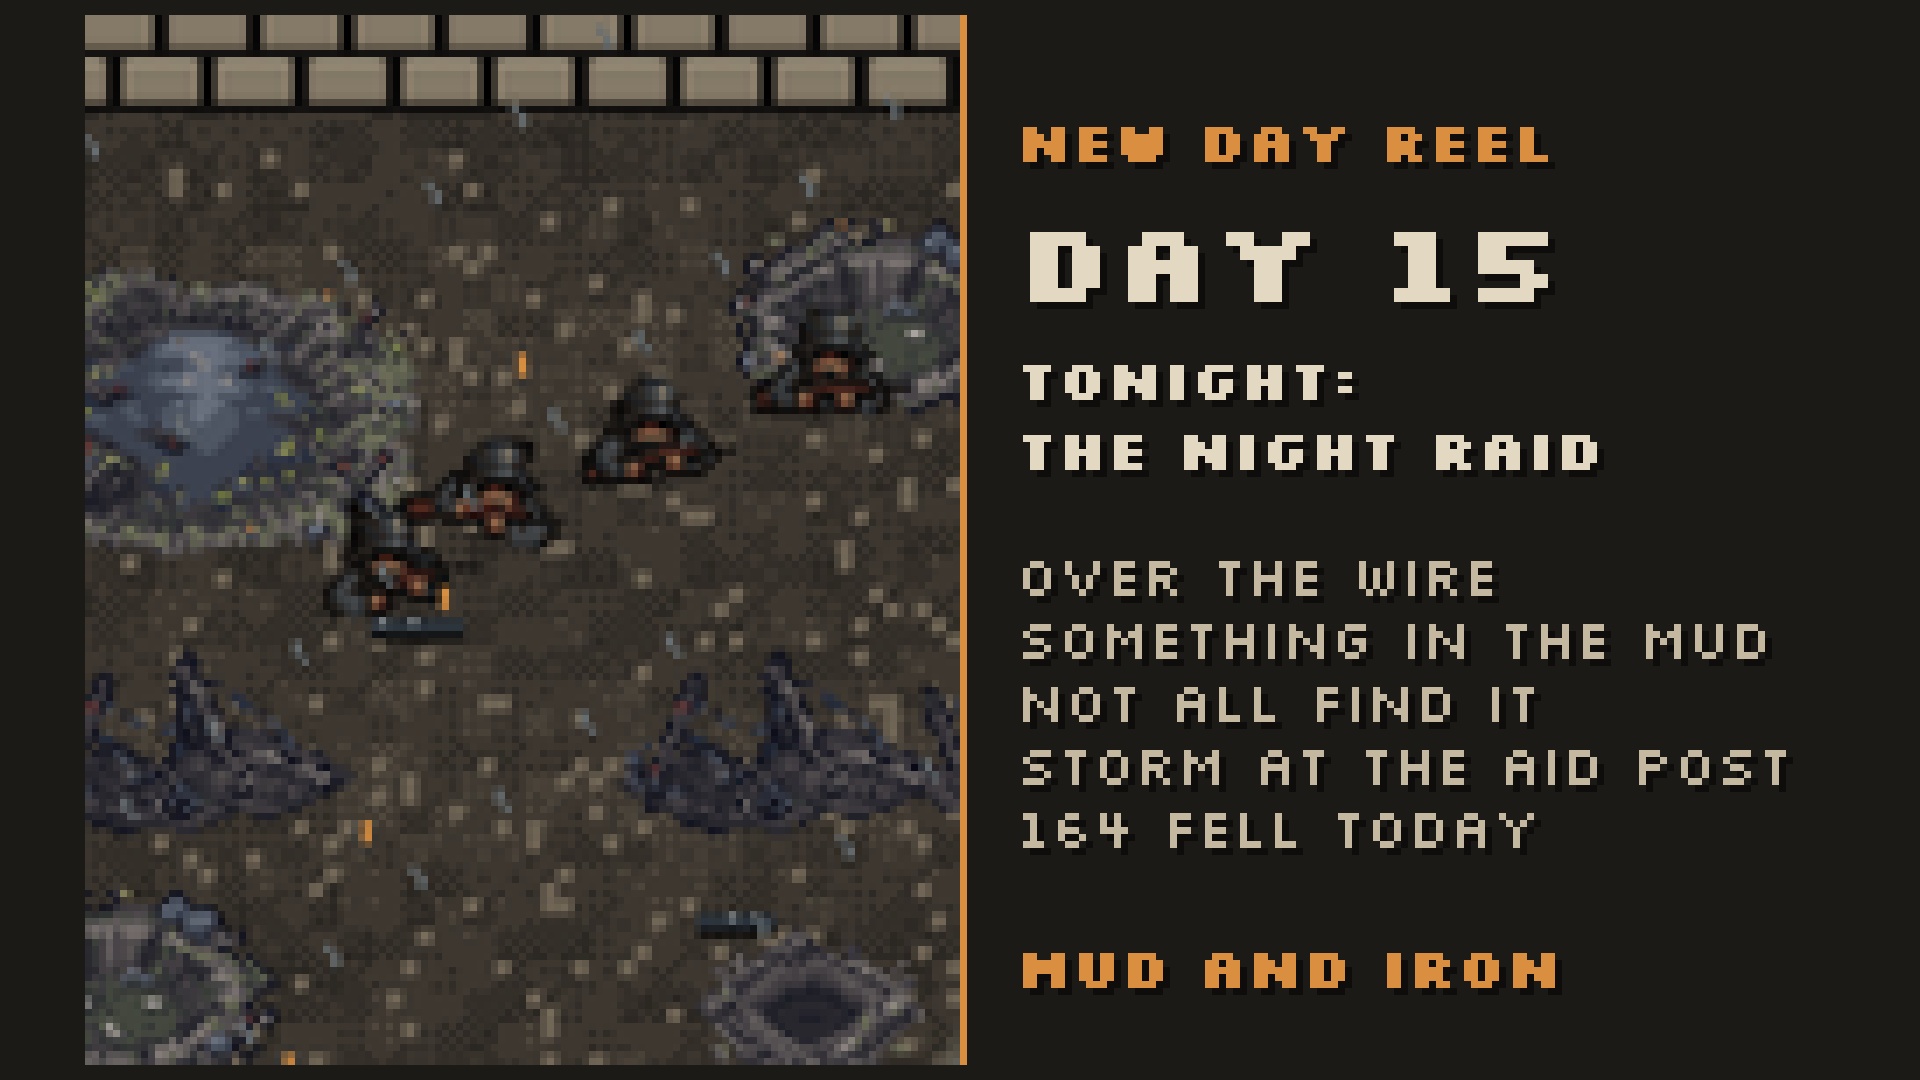 NEW DAY REEL
DAY 15
TONIGHT:
THE NIGHT RAID
OVER THE WIRE
SOMETHING IN THE MUD
NOT ALL FIND IT
STORM AT THE AID POST
164 FELL TODAY
MUD AND IRON